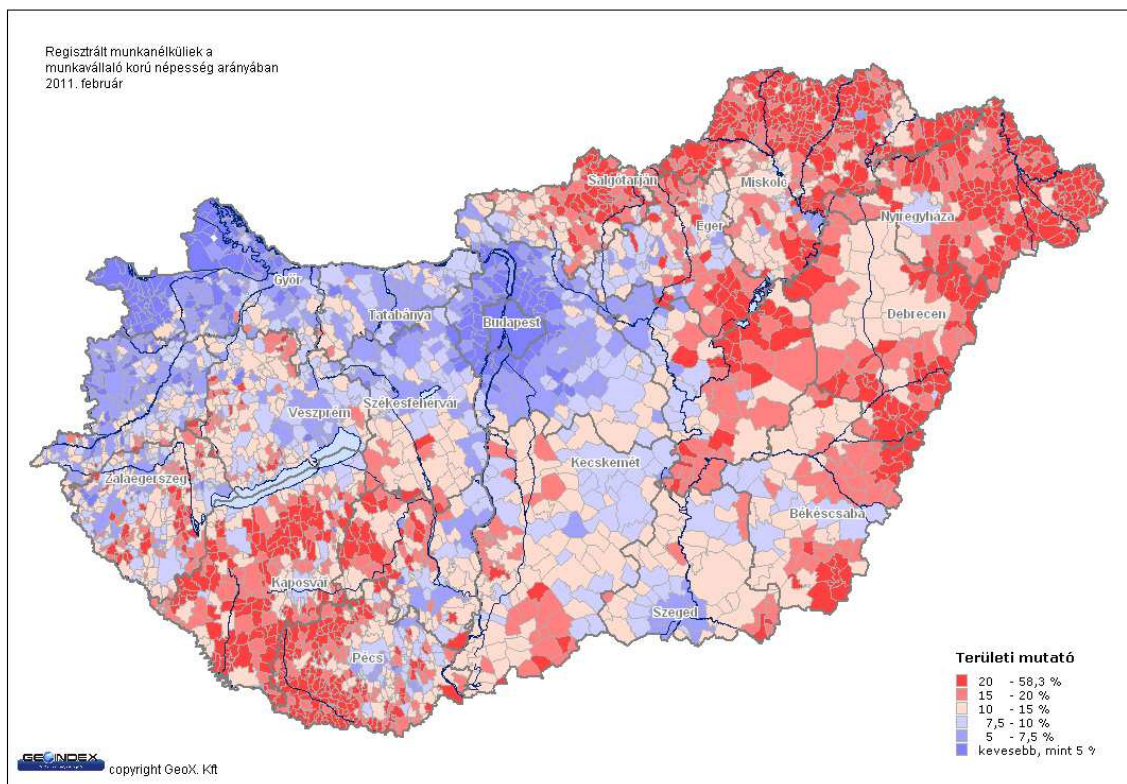 Regisztrált munkanélküliek a
munkavállaló korú népesség arányában
2011. február
Salgótarján
Miskolc
Nyíregyháza
Eger
Győr
Tatabánya
Budapest
Debrecen
Székesfehérvár
Veszprém
Kecskemét
Zalaegerszeg
Békéscsaba
Kaposvár
Szeged
Pécs
Területi mutató
20 - 58,3 %
15 - 20 %
10 - 15 %
7,5 - 10 %
5 - 7,5 %
kevesebb, mint 5 %
GEOINDEX
copyright GeoX. Kft